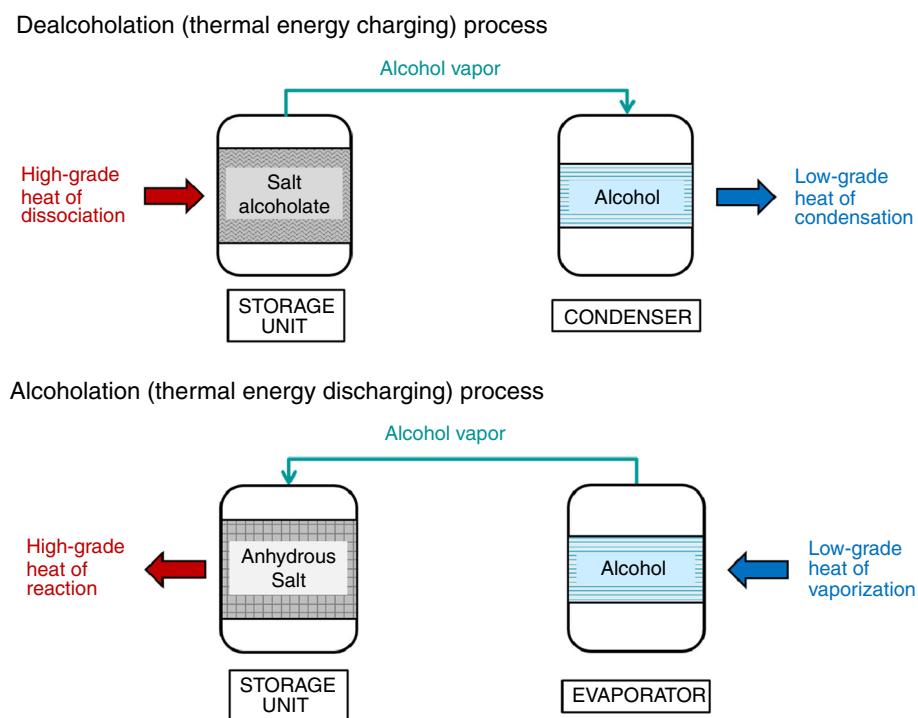 Dealcoholation (thermal energy charging) process
Alcohol vapor
High-grade
heat of
dissociation
Salt
alcoholate
Alcohol
Low-grade
heat of
condensation
STORAGE
UNIT
CONDENSER
Alcoholation (thermal energy discharging) process
Alcohol vapor
High-grade
heat of
reaction
Anhydrous
Salt
Alcohol
Low-grade
heat of
vaporization
STORAGE
UNIT
EVAPORATOR